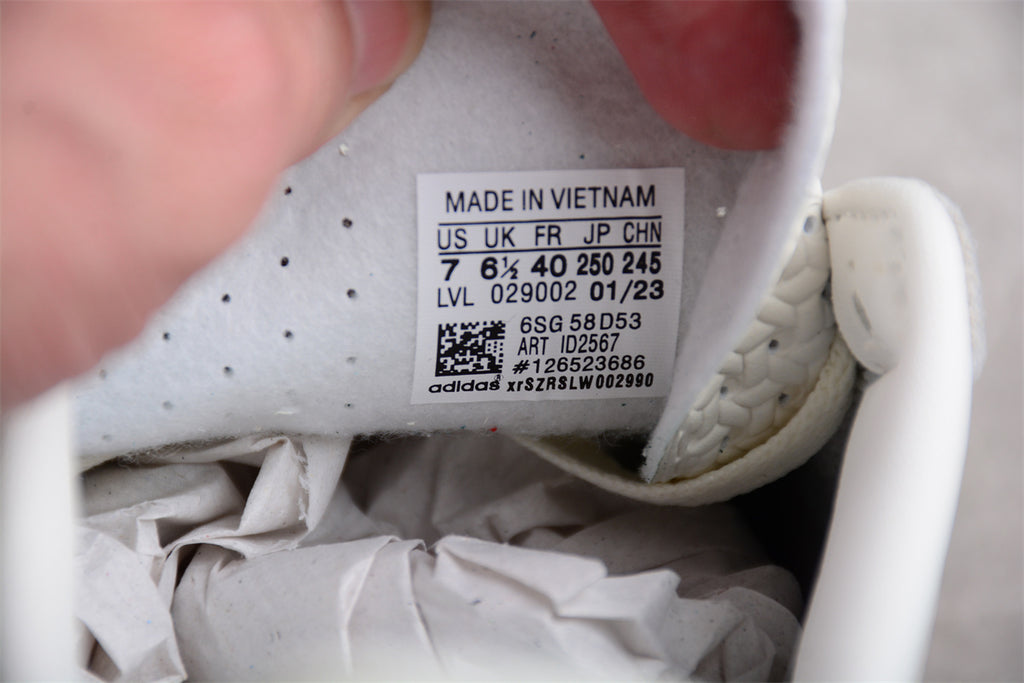 MADE IN VIETNAM
US UK FR JP CHN
7 6½ 40 250 245
LVL 029002 01/23
6SG 58D53
ART ID2567
#126523686
adidas xrSZRSLW002990